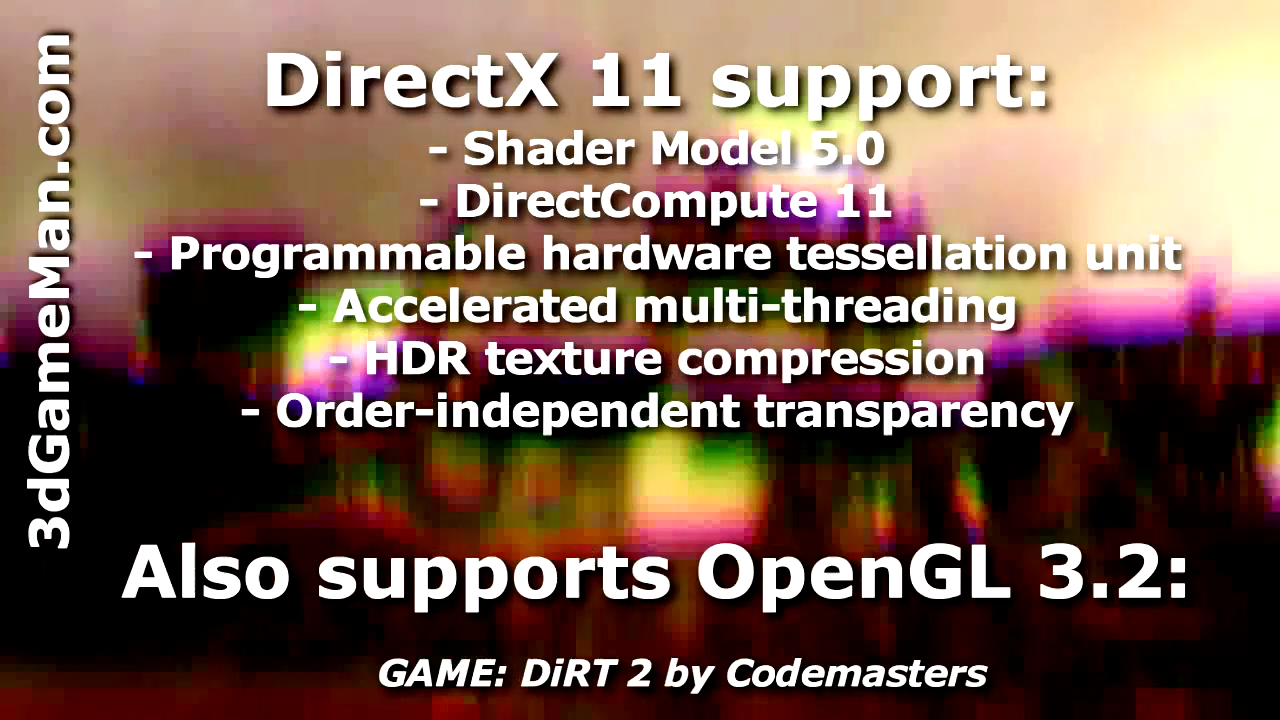 3dGameMan.com
DirectX 11 support:
- Shader Model 5.0
- DirectCompute 11
- Programmable hardware tessellation unit
- Accelerated multi-threading
- HDR texture compression
- Order-independent transparency
Also supports OpenGL 3.2:
GAME: DiRT 2 by Codemasters